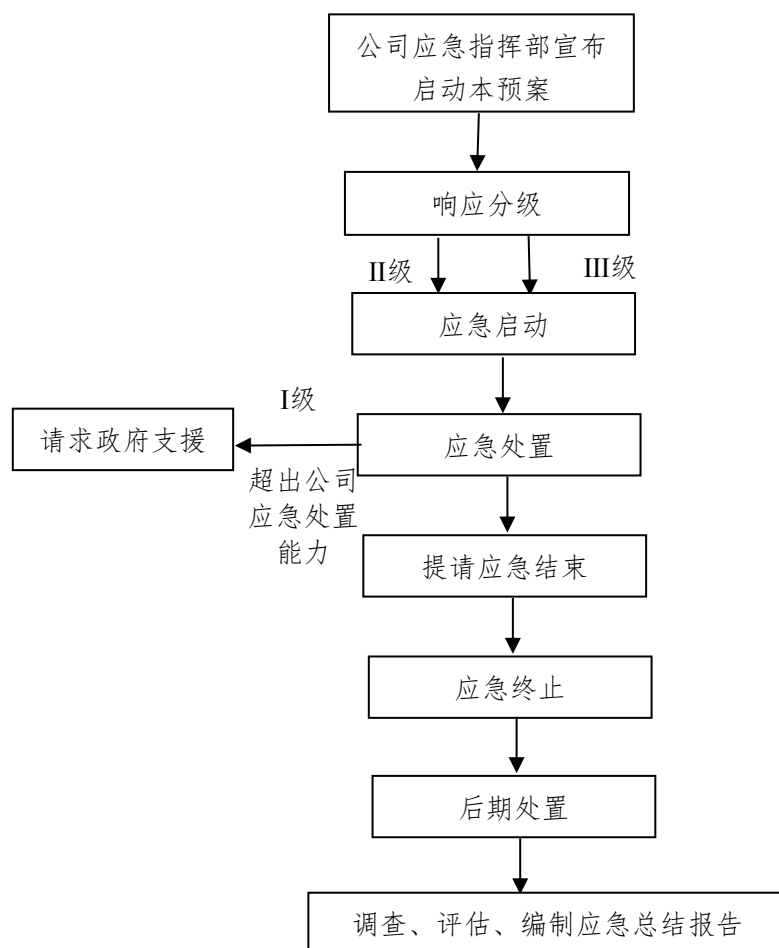 公司应急指挥部宣布
启动本预案
响应分级
II级
III级
应急启动
I级
请求政府支援
应急处置
超出公司
应急处置
能力
提请应急结束
应急终止
后期处置
调查、评估、编制应急总结报告